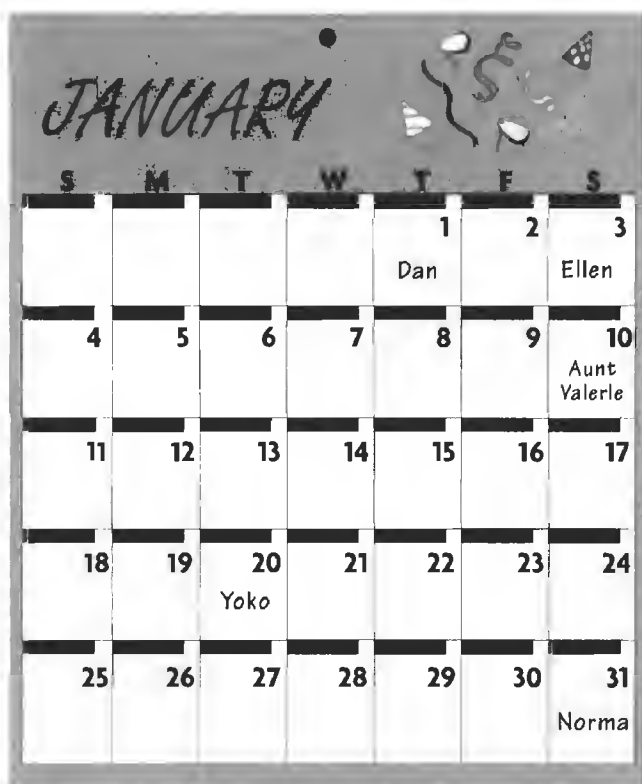 JANUARY
S M T W T F S
1 2 3
Dan Ellen
4 5 6 7 8 9 10
Aunt
Valerle
11 12 13 14 15 16 17
18 19 20 21 22 23 24
Yoko
25 26 27 28 29 30 31
Norma